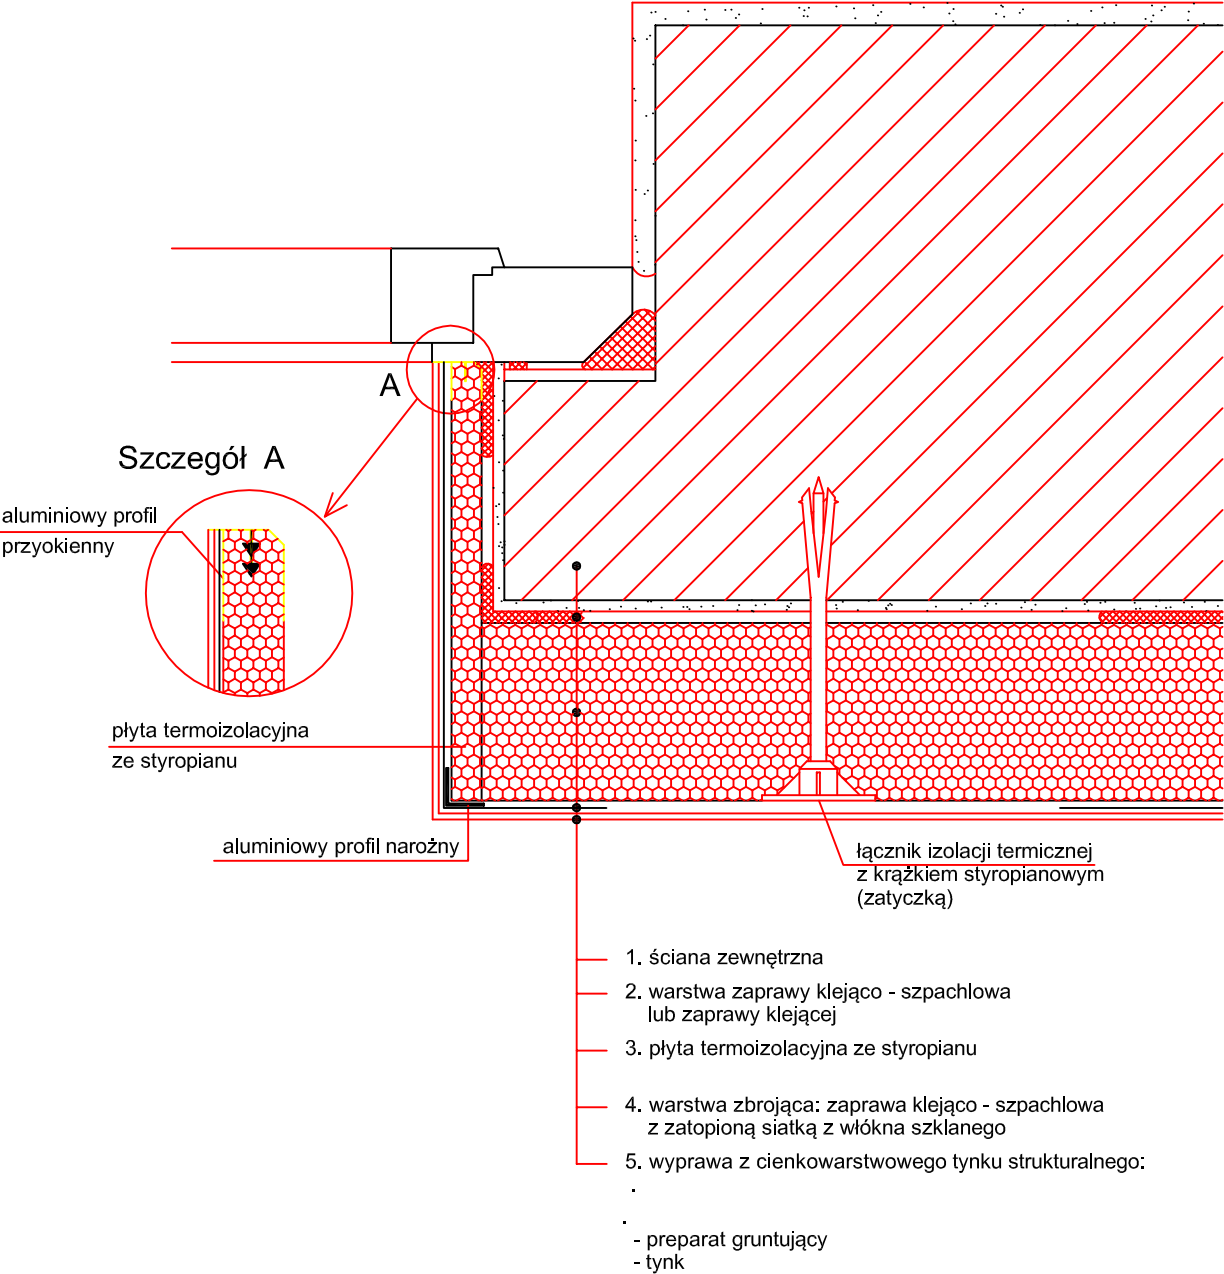 A
Szczegół A
aluminiowy profil
przyokienny
płyta termoizolacyjna
ze styropianu
aluminiowy profil narożny
łącznik izolacji termicznej
z krążkiem styropianowym
(zatyczką)
1. ściana zewnętrzna
2. warstwa zaprawy klejąco - szpachlowa
lub zaprawy klejącej
3. płyta termoizolacyjna ze styropianu
4. warstwa zbrojąca: zaprawa klejąco - szpachlowa
z zatopioną siatką z włókna szklanego
5. wyprawa z cienkowarstwowego tynku strukturalnego:
.
.
- preparat gruntujący
- tynk